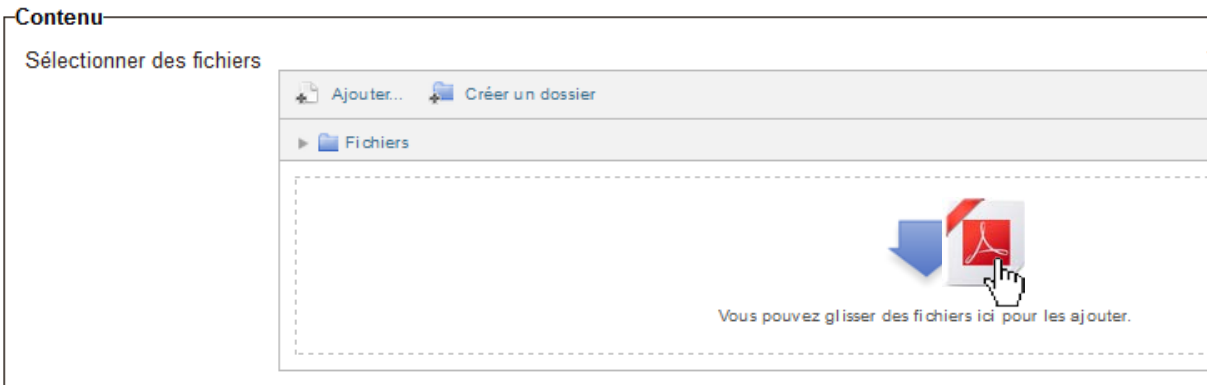 Contenu
Sélectionner des fichiers
Ajouter... Créer un dossier
Fichiers
Vous pouvez glisser des fichiers ici pour les ajouter.